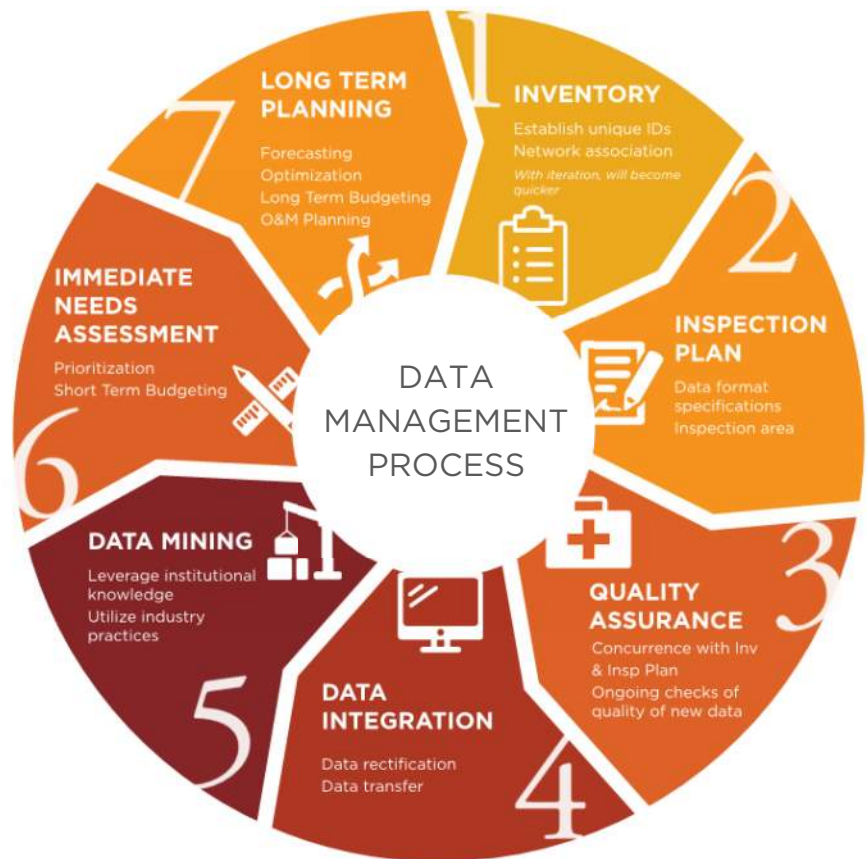 DATA
MANAGEMENT
PROCESS
1
INVENTORY
Establish unique IDs
Network association
With iteration, will become
quicker
2
INSPECTION
PLAN
Data format
specifications
Inspection area
3
QUALITY
ASSURANCE
Concurrence with Inv
& Insp Plan
Ongoing checks of
quality of new data
4
DATA
INTEGRATION
Data rectification
Data transfer
5
DATA MINING
Leverage institutional
knowledge
Utilize industry
practices
6
IMMEDIATE
NEEDS
ASSESSMENT
Prioritization
Short Term Budgeting
7
LONG TERM
PLANNING
Forecasting
Optimization
Long Term Budgeting
O&M Planning